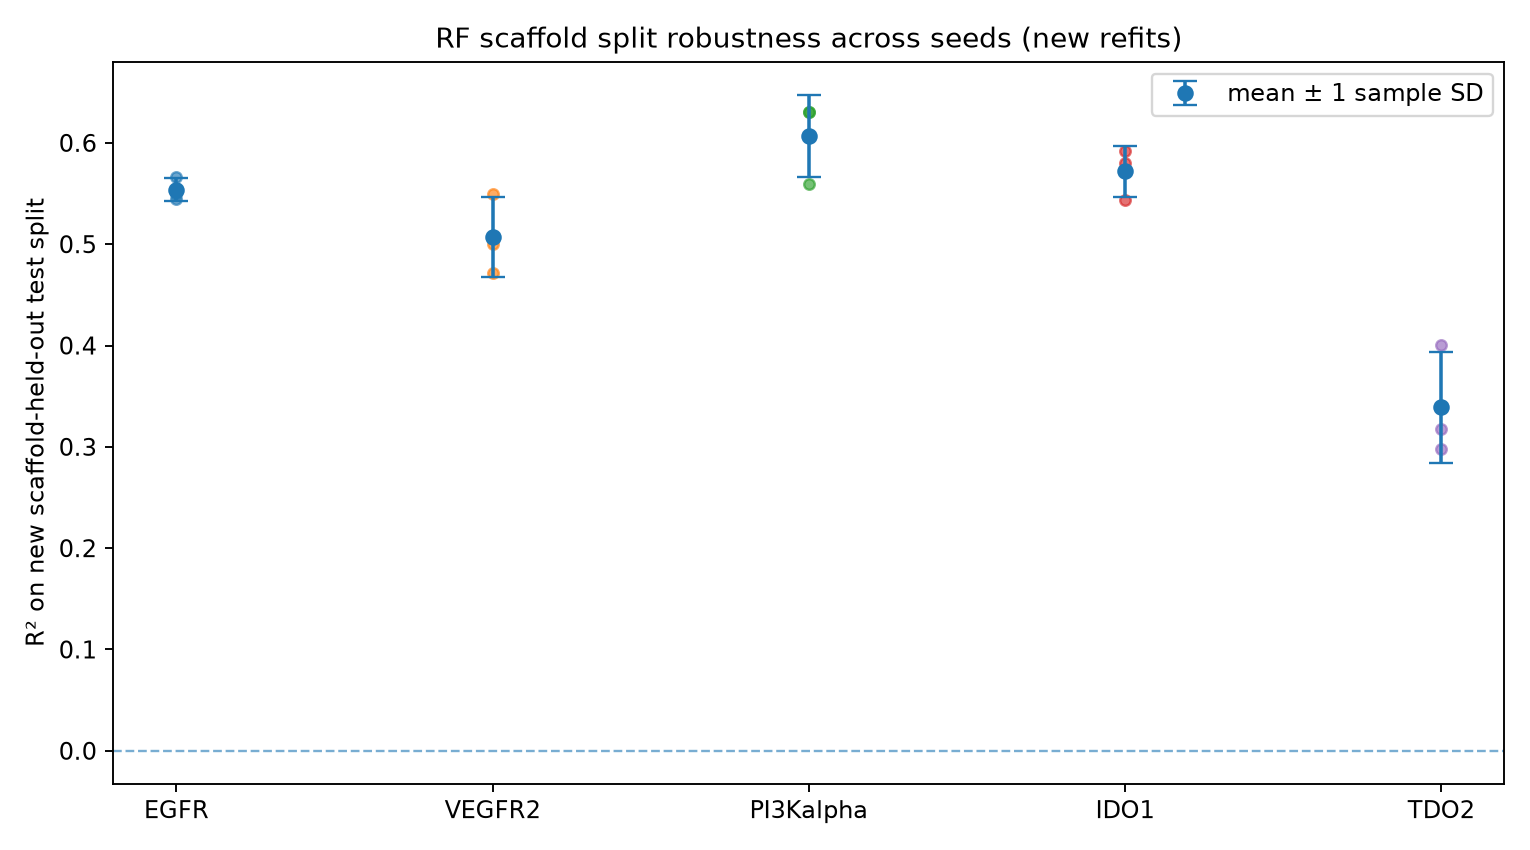 RF scaffold split robustness across seeds (new refits)
mean ± 1 sample SD
R² on new scaffold-held-out test split
0.6
0.5
0.4
0.3
0.2
0.1
0.0
EGFR
VEGFR2
PI3Kalpha
IDO1
TDO2